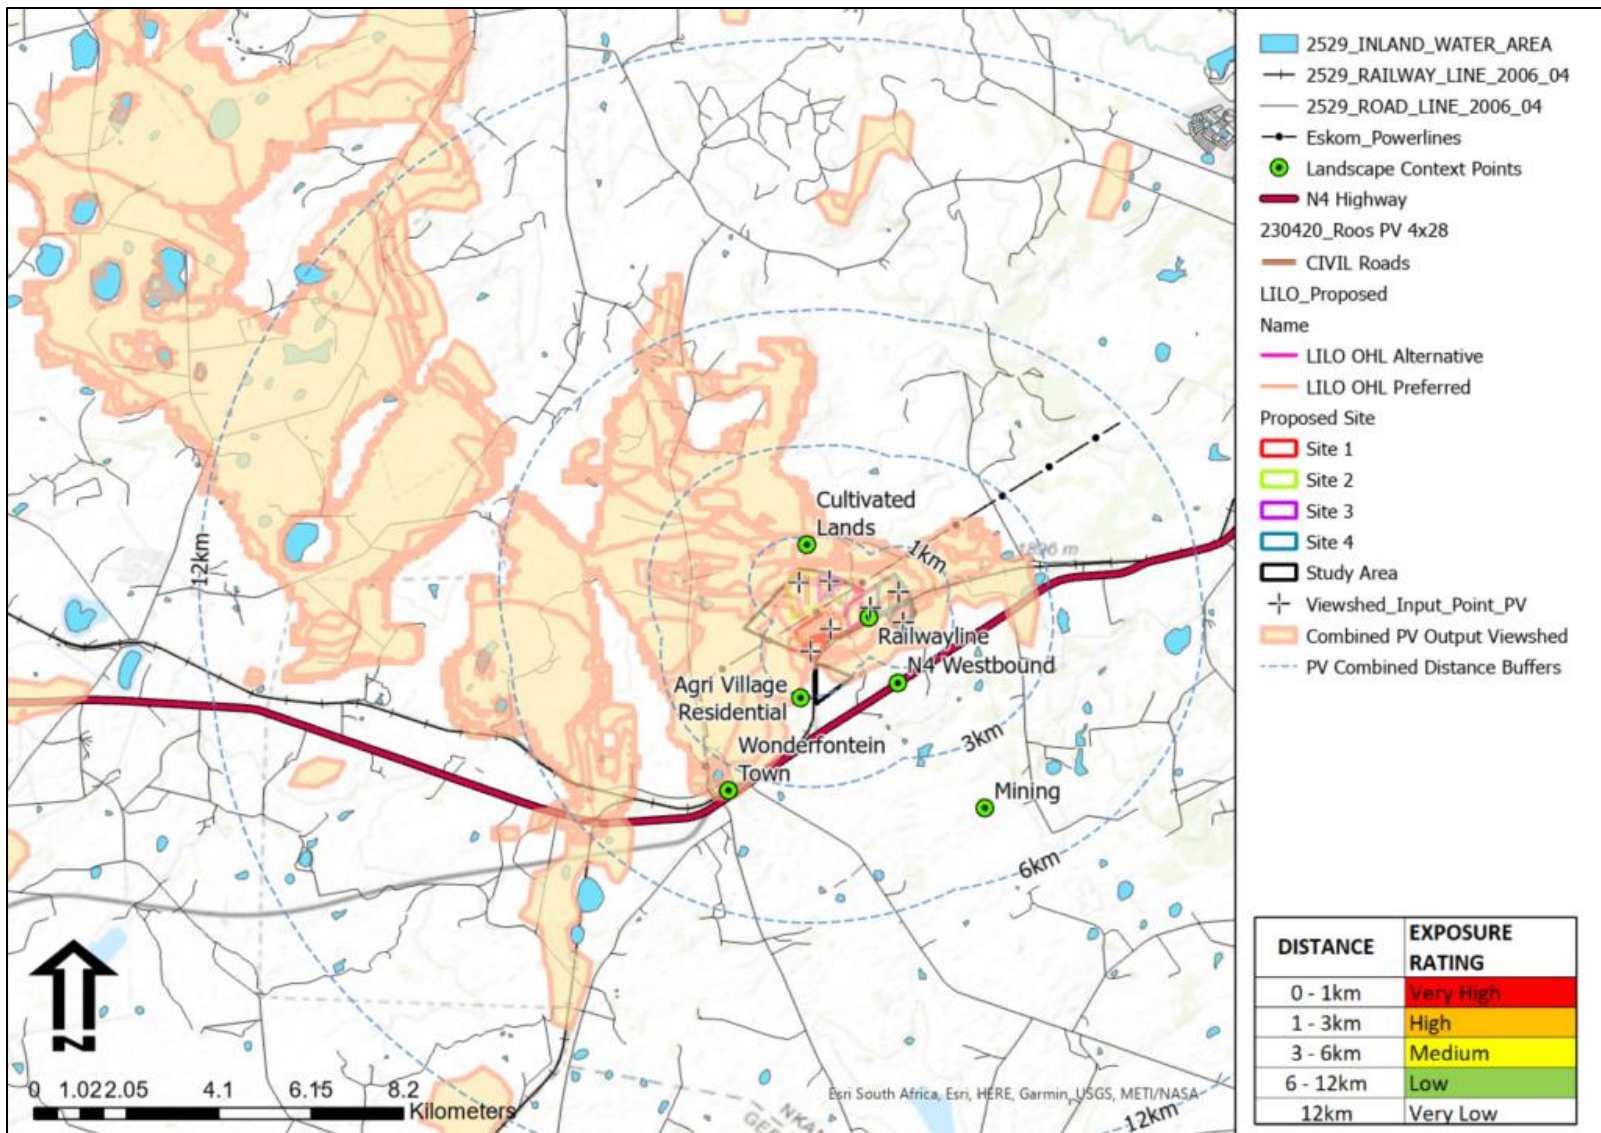 Cultivated
Lands
1km
12km
Railwayline
N4 Westbound
Agri Village
Residential
3km
Wonderfontein
Town
Mining
6km
12km
N
0 1.022.05 4.1 6.15 8.2
Kilometers
Esri South Africa, Esri, HERE, Garmin, USGS, METI/NASA
2529_INLAND_WATER_AREA
2529_RAILWAY_LINE_2006_04
2529_ROAD_LINE_2006_04
Eskom_Powerlines
Landscape Context Points
N4 Highway
230420_Roos PV 4x28
CIVIL Roads
LILO_Proposed
Name
LILO OHL Alternative
LILO OHL Preferred
Proposed Site
Site 1
Site 2
Site 3
Site 4
Study Area
Viewshed_Input_Point_PV
Combined PV Output Viewshed
PV Combined Distance Buffers
DISTANCE EXPOSURE
RATING
0 - 1km Very High
1 - 3km High
3 - 6km Medium
6 - 12km Low
12km Very Low